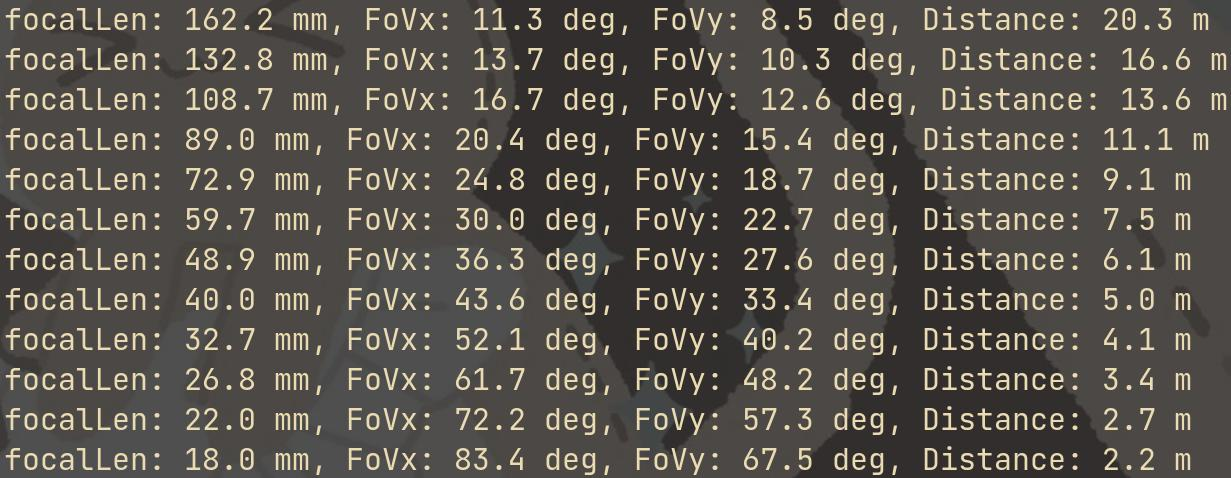 focalLen: 162.2 mm, FoVx: 11.3 deg, FoVy: 8.5 deg, Distance: 20.3 m
focalLen: 132.8 mm, FoVx: 13.7 deg, FoVy: 10.3 deg, Distance: 16.6 m
focalLen: 108.7 mm, FoVx: 16.7 deg, FoVy: 12.6 deg, Distance: 13.6 m
focalLen: 89.0 mm, FoVx: 20.4 deg, FoVy: 15.4 deg, Distance: 11.1 m
focalLen: 72.9 mm, FoVx: 24.8 deg, FoVy: 18.7 deg, Distance: 9.1 m
focalLen: 59.7 mm, FoVx: 30.0 deg, FoVy: 22.7 deg, Distance: 7.5 m
focalLen: 48.9 mm, FoVx: 36.3 deg, FoVy: 27.6 deg, Distance: 6.1 m
focalLen: 40.0 mm, FoVx: 43.6 deg, FoVy: 33.4 deg, Distance: 5.0 m
focalLen: 32.7 mm, FoVx: 52.1 deg, FoVy: 40.2 deg, Distance: 4.1 m
focalLen: 26.8 mm, FoVx: 61.7 deg, FoVy: 48.2 deg, Distance: 3.4 m
focalLen: 22.0 mm, FoVx: 72.2 deg, FoVy: 57.3 deg, Distance: 2.7 m
focalLen: 18.0 mm, FoVx: 83.4 deg, FoVy: 67.5 deg, Distance: 2.2 m